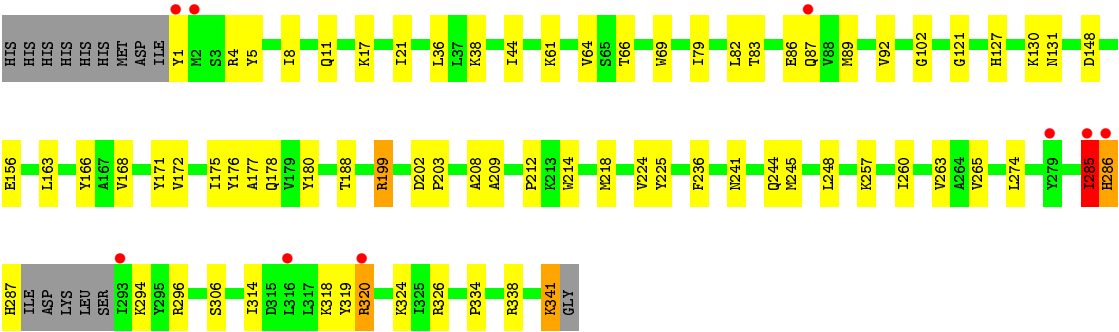 HIS HIS HIS HIS HIS HIS MET ASP ILE Y1 M2 S3 R4 Y5 I8 Q11 K17 I21 L36 L37 K38 I44 K61 V64 S65 T66 W69 I79 L82 T83 E86 Q87 V88 M89 V92 G102 G121 H127 K130 N131 D148
E156 L163 Y166 A167 V168 Y171 V172 I175 Y176 A177 Q178 V179 Y180 T188 R199 D202 P203 A208 A209 P212 K213 W214 M218 V224 Y225 F236 N241 Q244 M245 L248 K257 I260 V263 A264 V265 L274 Y279 I285 H286
H287 ILE ASP LYS LEU SER I293 K294 Y295 R296 S306 I314 D315 L316 L317 K318 Y319 R320 K324 I325 R326 P334 R338 K341 GLY